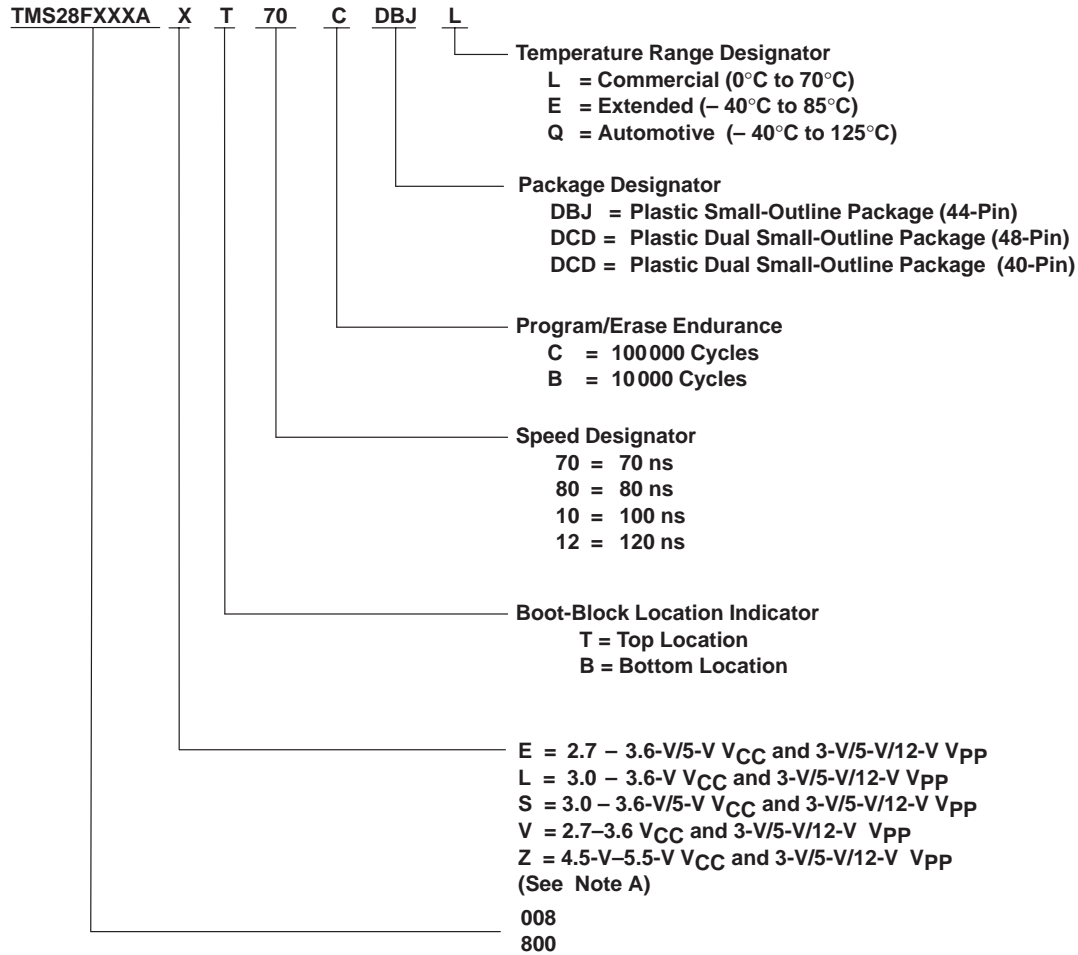 TMS28FXXXA X T 70 C DBJ L
Temperature Range Designator
L = Commercial (0°C to 70°C)
E = Extended (– 40°C to 85°C)
Q = Automotive (– 40°C to 125°C)
Package Designator
DBJ = Plastic Small-Outline Package (44-Pin)
DCD = Plastic Dual Small-Outline Package (48-Pin)
DCD = Plastic Dual Small-Outline Package (40-Pin)
Program/Erase Endurance
C = 100 000 Cycles
B = 10 000 Cycles
Speed Designator
70 = 70 ns
80 = 80 ns
10 = 100 ns
12 = 120 ns
Boot-Block Location Indicator
T = Top Location
B = Bottom Location
E = 2.7 – 3.6-V/5-V VCC and 3-V/5-V/12-V VPP
L = 3.0 – 3.6-V VCC and 3-V/5-V/12-V VPP
S = 3.0 – 3.6-V/5-V VCC and 3-V/5-V/12-V VPP
V = 2.7–3.6 VCC and 3-V/5-V/12-V VPP
Z = 4.5-V–5.5-V VCC and 3-V/5-V/12-V VPP
(See Note A)
008
800